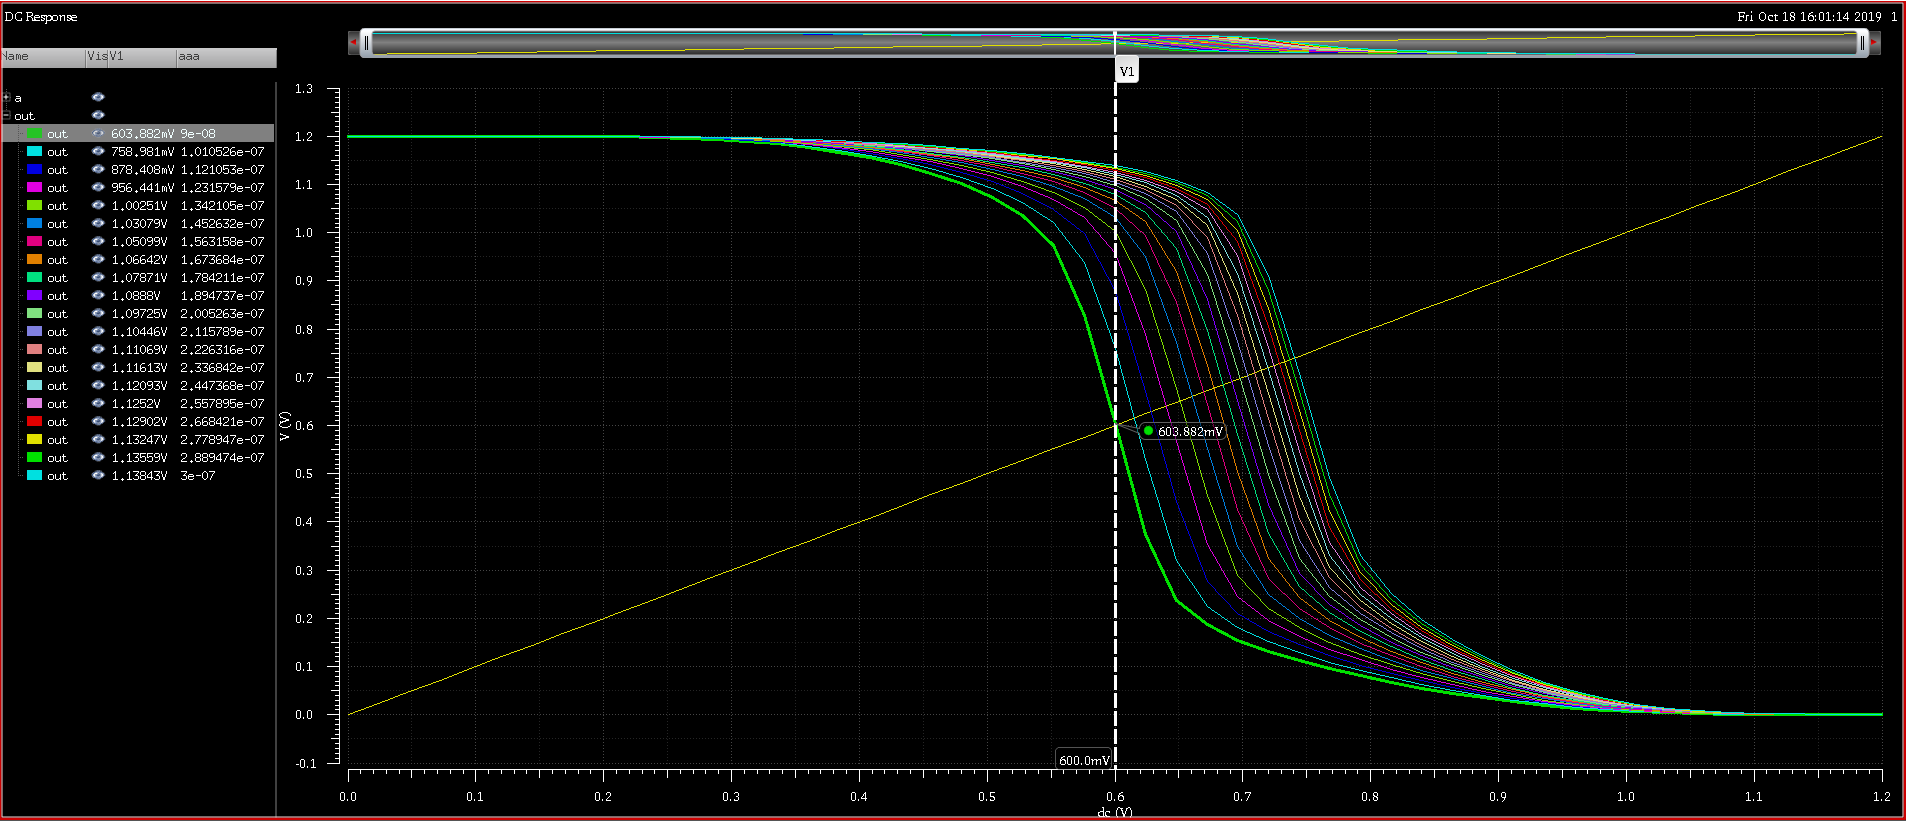 DC Response
Fri Oct 18 16:01:14 2019 1
Name Vis V1 aaa
a
out
out 603.882mV 9e-08
out 758.981mV 1.010526e-07
out 878.408mV 1.121053e-07
out 956.441mV 1.231579e-07
out 1.00251V 1.342105e-07
out 1.03079V 1.452632e-07
out 1.05099V 1.563158e-07
out 1.06642V 1.673684e-07
out 1.07871V 1.784211e-07
out 1.0888V 1.894737e-07
out 1.09725V 2.005263e-07
out 1.10446V 2.115789e-07
out 1.11069V 2.226316e-07
out 1.11613V 2.336842e-07
out 1.12093V 2.447368e-07
out 1.1252V 2.557895e-07
out 1.12902V 2.668421e-07
out 1.13247V 2.778947e-07
out 1.13559V 2.889474e-07
out 1.13843V 3e-07
V1
1.3
1.2
1.1
1.0
0.9
0.8
0.7
0.6
0.5
0.4
0.3
0.2
0.1
0.0
-0.1
V (V)
603.882mV
600.0mV
0.0 0.1 0.2 0.3 0.4 0.5 0.6 0.7 0.8 0.9 1.0 1.1 1.2
dc (V)